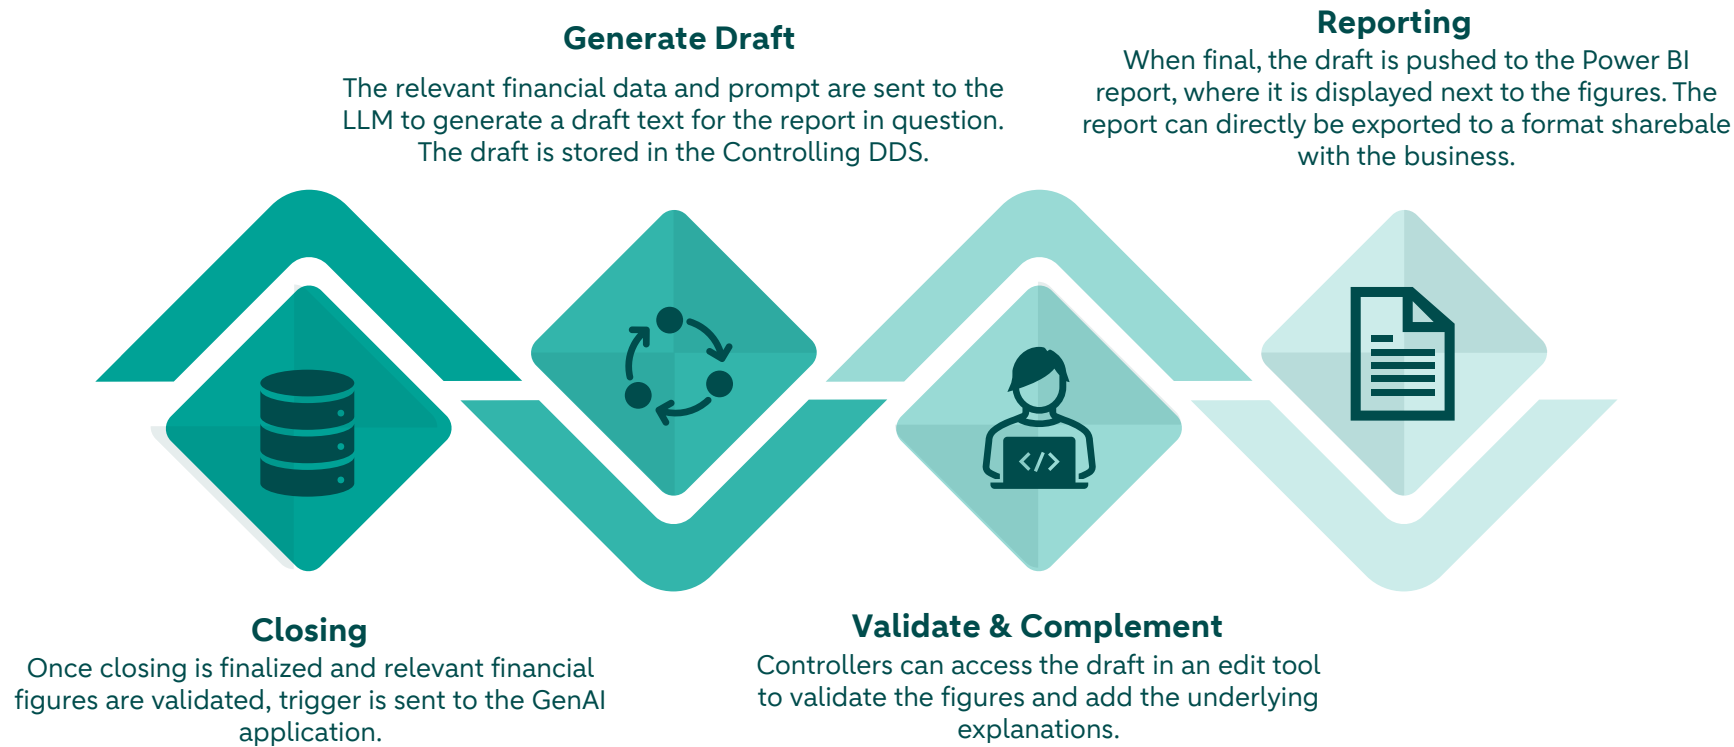 Closing
Once closing is finalized and relevant financial
figures are validated, trigger is sent to the GenAI
application.
Generate Draft
The relevant financial data and prompt are sent to the
LLM to generate a draft text for the report in question.
The draft is stored in the Controlling DDS.
</>
Validate & Complement
Controllers can access the draft in an edit tool
to validate the figures and add the underlying
explanations.
Reporting
When final, the draft is pushed to the Power BI
report, where it is displayed next to the figures. The
report can directly be exported to a format sharebale
with the business.